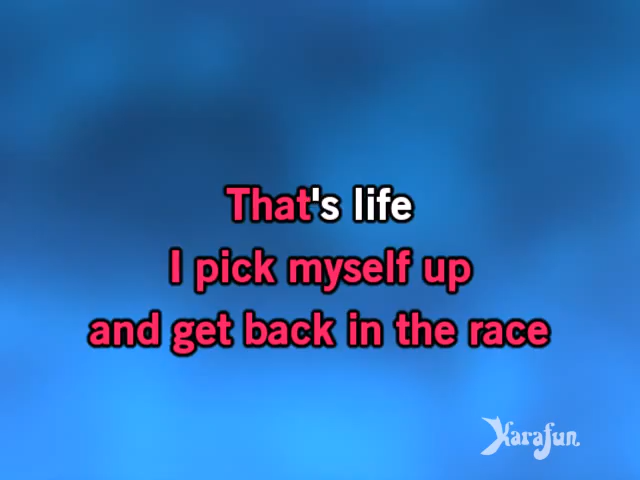 That's life
I pick myself up
and get back in the race
Karafun